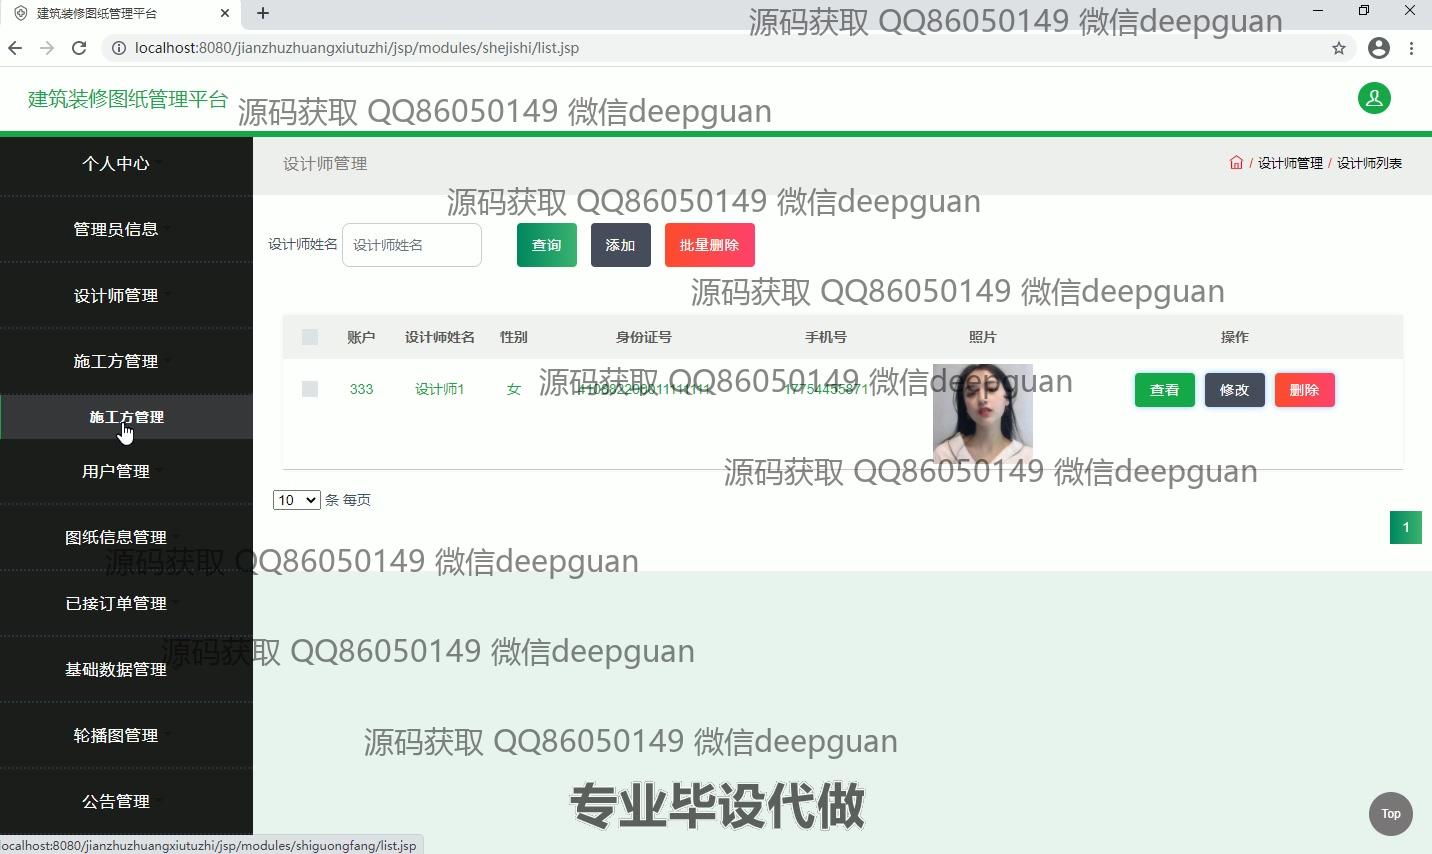 建筑装修图纸管理平台
源码获取 QQ86050149 微信deepguan
localhost:8080/jianzhuzhuangxiutuzhi/jsp/modules/shejishi/list.jsp
建筑装修图纸管理平台
源码获取 QQ86050149 微信deepguan
个人中心
设计师管理
/ 设计师管理 / 设计师列表
源码获取 QQ86050149 微信deepguan
管理员信息
设计师姓名 设计师姓名 查询 添加 批量删除
设计师管理
源码获取 QQ86050149 微信deepguan
账户 设计师姓名 性别 身份证号 手机号 照片 操作
施工方管理
333 设计师1 女 17754455871 查看 修改 删除
源码获取 QQ86050149 微信deepguan
施工方管理
用户管理
源码获取 QQ86050149 微信deepguan
10 条 每页
1
图纸信息管理
源码获取 QQ86050149 微信deepguan
已接订单管理
源码获取 QQ86050149 微信deepguan
基础数据管理
轮播图管理
源码获取 QQ86050149 微信deepguan
公告管理
专业毕设代做
Top
localhost:8080/jianzhuzhuangxiutuzhi/jsp/modules/shiguongfang/list.jsp